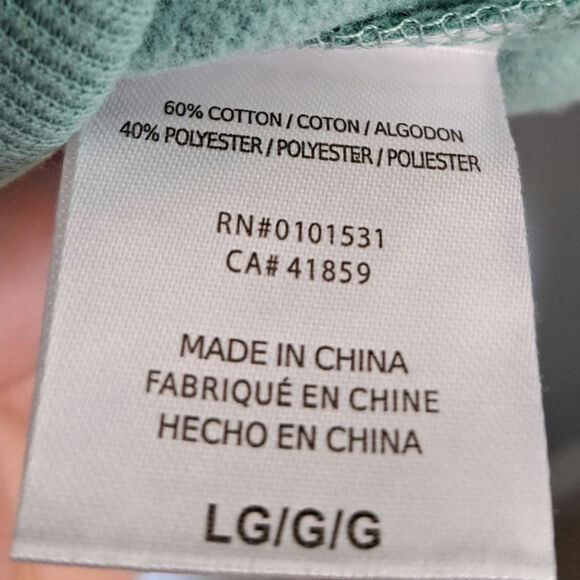 60% COTTON / COTON / ALGODON
40% POLYESTER / POLYESTER / POLIESTER
RN#0101531
CA# 41859
MADE IN CHINA
FABRIQUÉ EN CHINE
HECHO EN CHINA
LG/G/G